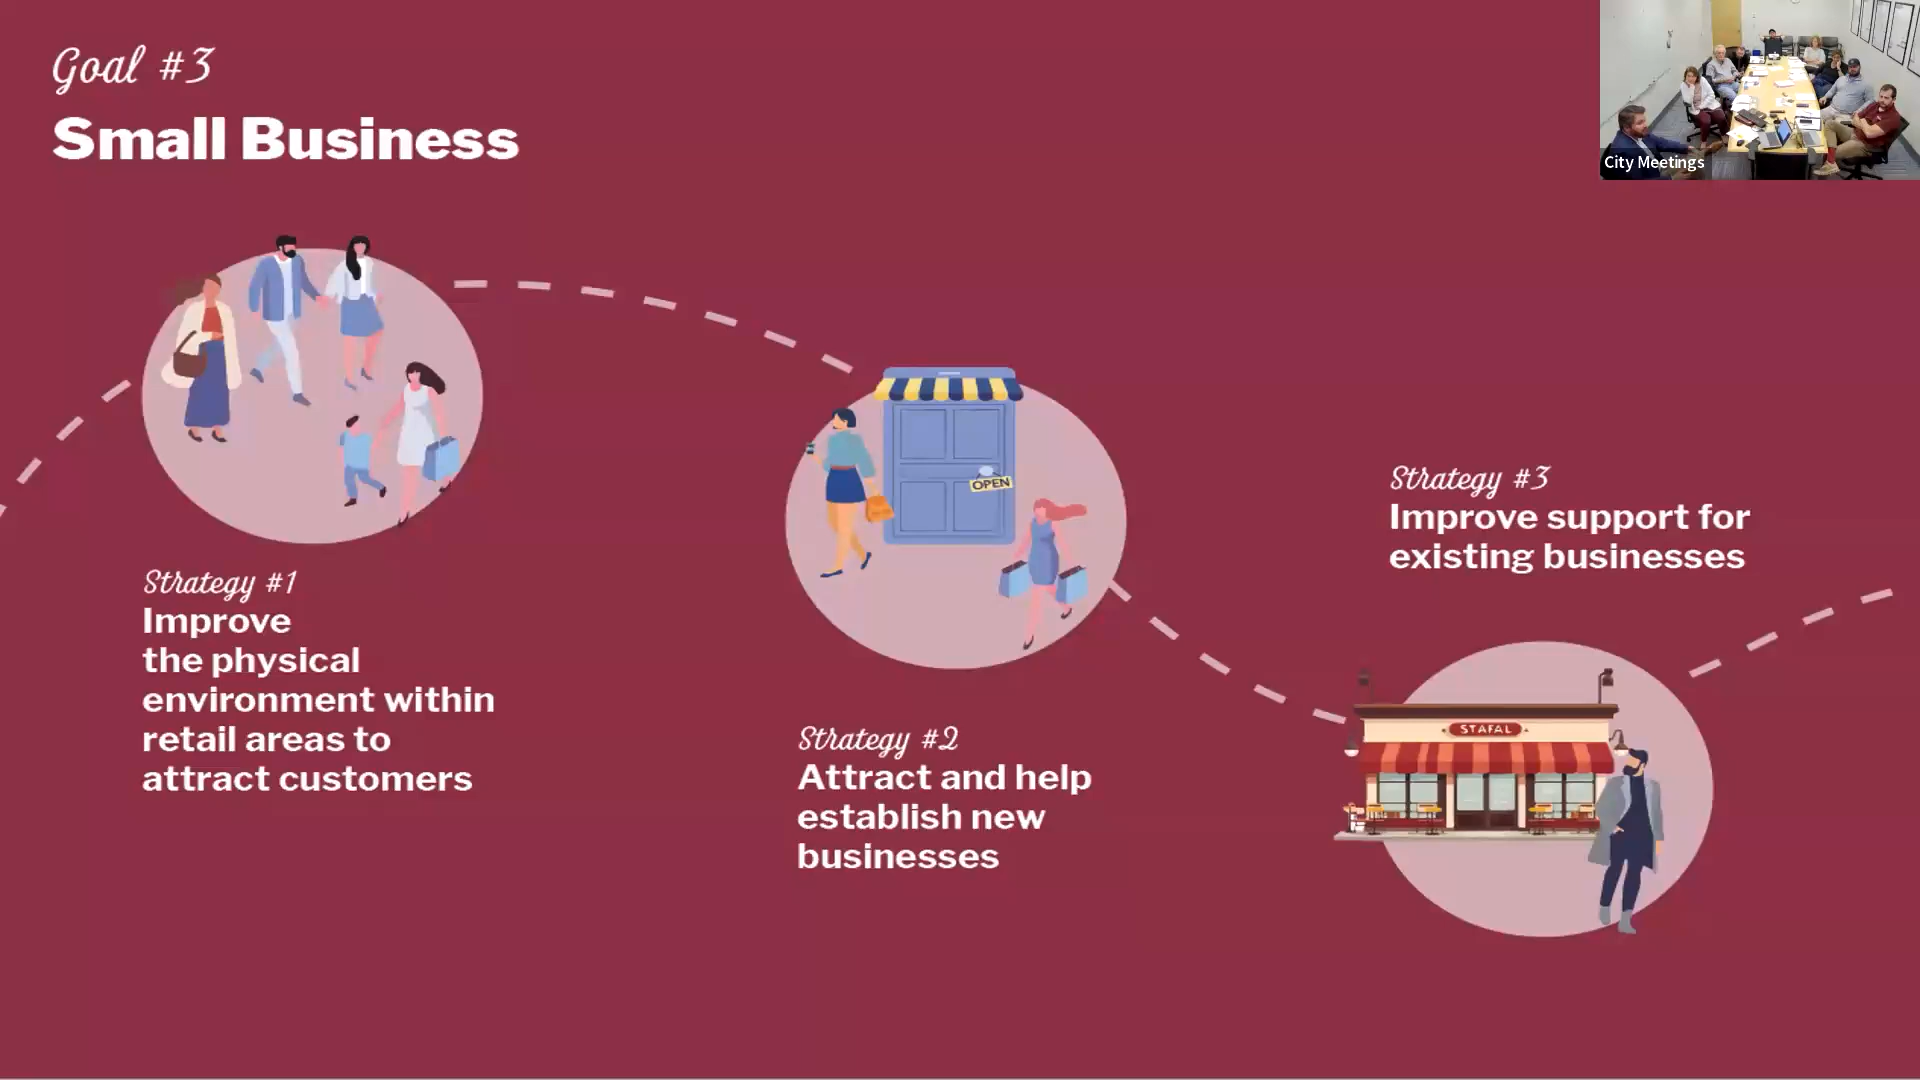 Goal #3
Small Business
City Meetings
Strategy #1
Improve
the physical
environment within
retail areas to
attract customers
OPEN
Strategy #2
Attract and help
establish new
businesses
Strategy #3
Improve support for
existing businesses
STAFAL